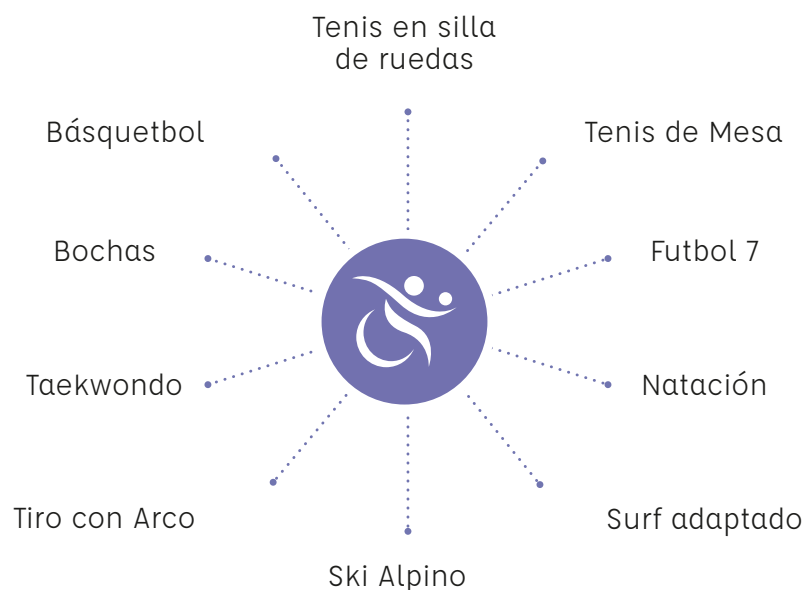 Tenis en silla
de ruedas
Básquetbol
Tenis de Mesa
Bochas
Futbol 7
Taekwondo
Natación
Tiro con Arco
Surf adaptado
Ski Alpino